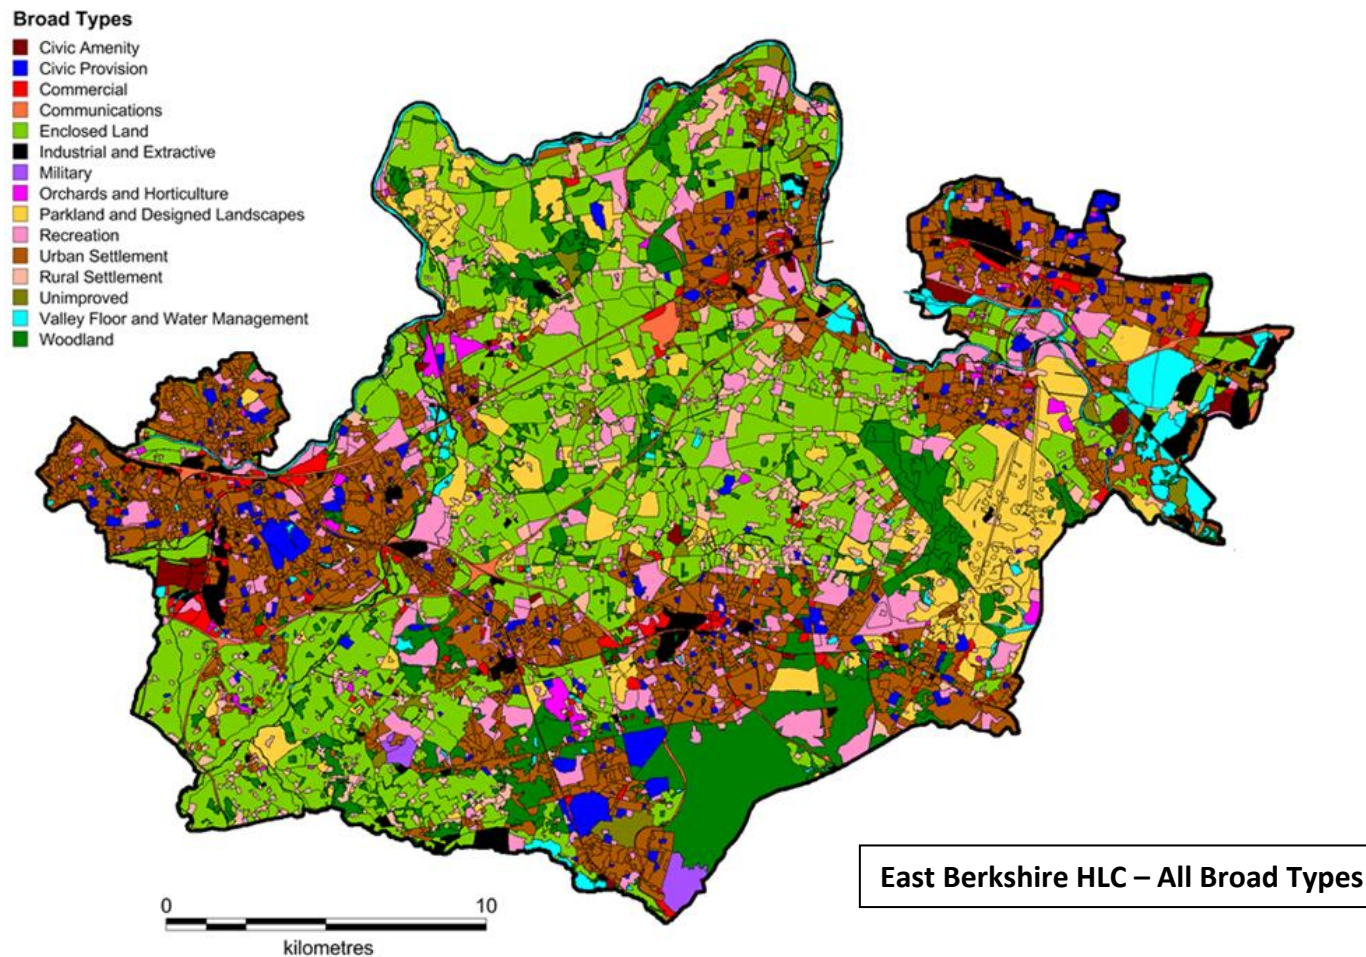 Broad Types
Civic Amenity
Civic Provision
Commercial
Communications
Enclosed Land
Industrial and Extractive
Military
Orchards and Horticulture
Parkland and Designed Landscapes
Recreation
Urban Settlement
Rural Settlement
Unimproved
Valley Floor and Water Management
Woodland
East Berkshire HLC – All Broad Types
0 10
kilometres